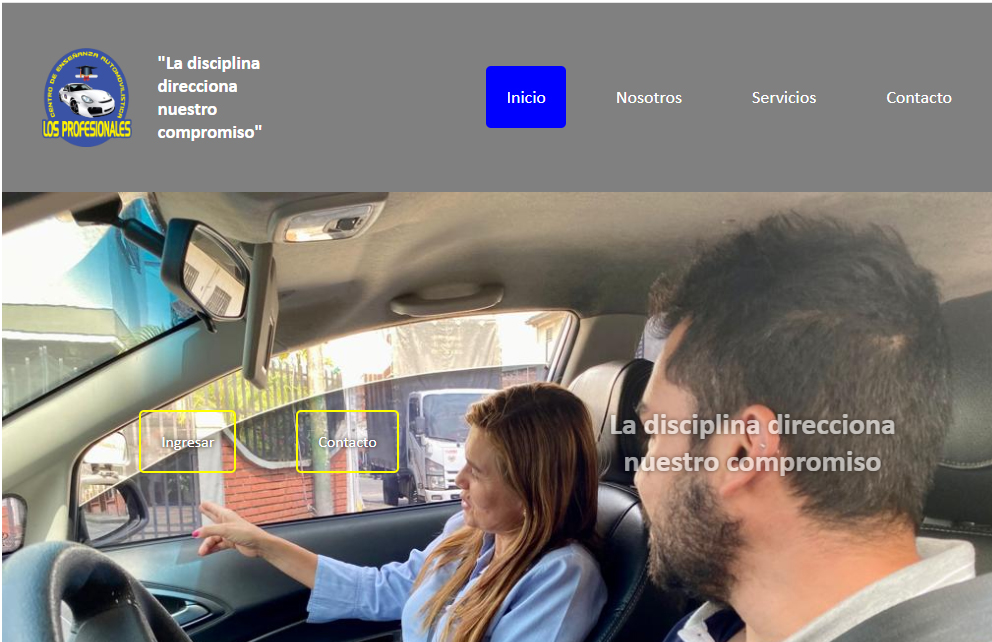 CENTRO DE ENSEÑANZA AUTOMOVILISTICA
LOS PROFESIONALES
"La disciplina
direcciona
nuestro
compromiso"
Inicio
Nosotros
Servicios
Contacto
Ingresar
Contacto
La disciplina direcciona
nuestro compromiso